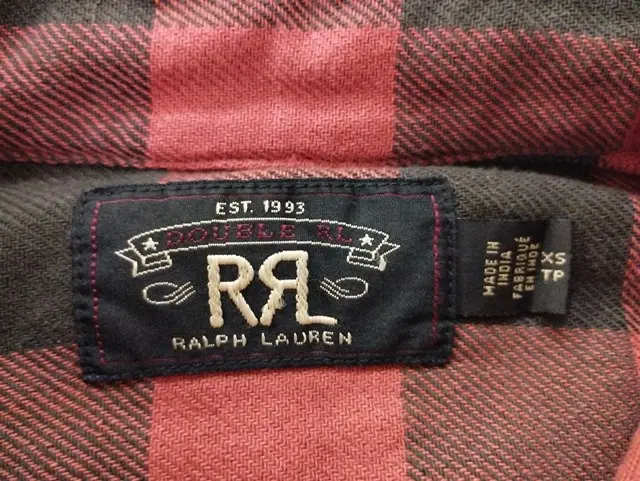 EST. 1993
DOUBLE RL
RRL
RALPH LAUREN
MADE IN
INDIA
FABRIQUÉ
EN INDE
XS
TP